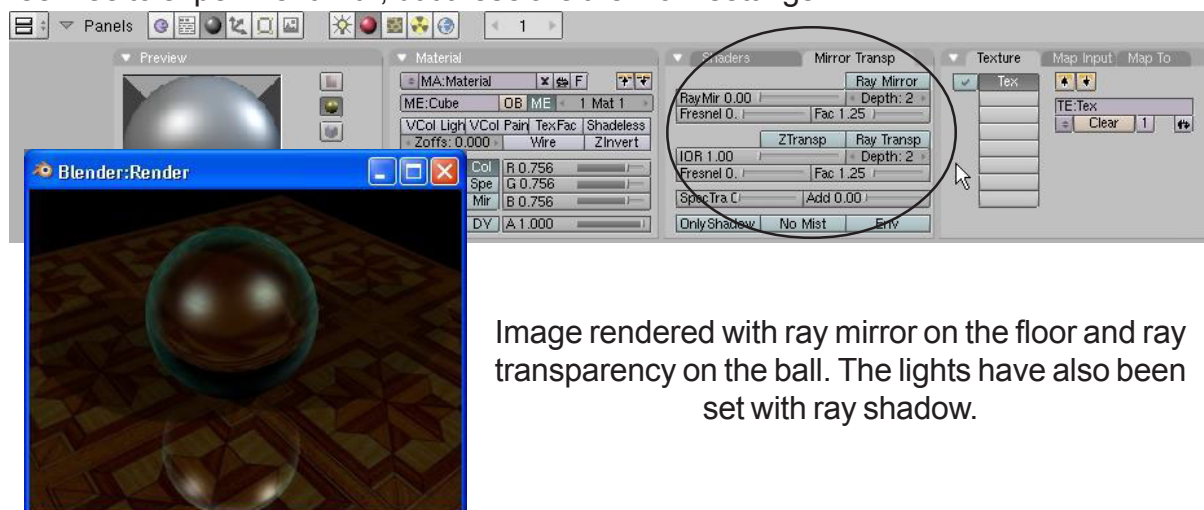 Panels
1
Preview
Material
Shaders
Mirror Transp
Texture
Map Input
Map To
MA:Material
F
Ray Mirror
Tex
ME:Cube
OB
ME
1 Mat 1
RayMir 0.00
Depth: 2
TE:Tex
Fresnel 0.
Fac 1.25
Clear
1
VCol Ligh
VCol Pain
TexFac
Shadeless
Zoffs: 0.000
Wire
ZInvert
ZTransp
Ray Transp
IOR 1.00
Depth: 2
Fresnel 0.
Fac 1.25
Blender:Render
Col
R 0.756
Spe
G 0.756
Mir
B 0.756
SpecTra
Add 0.00
DV
A 1.000
OnlyShadow
No Mist
Env
Image rendered with ray mirror on the floor and ray
transparency on the ball. The lights have also been
set with ray shadow.